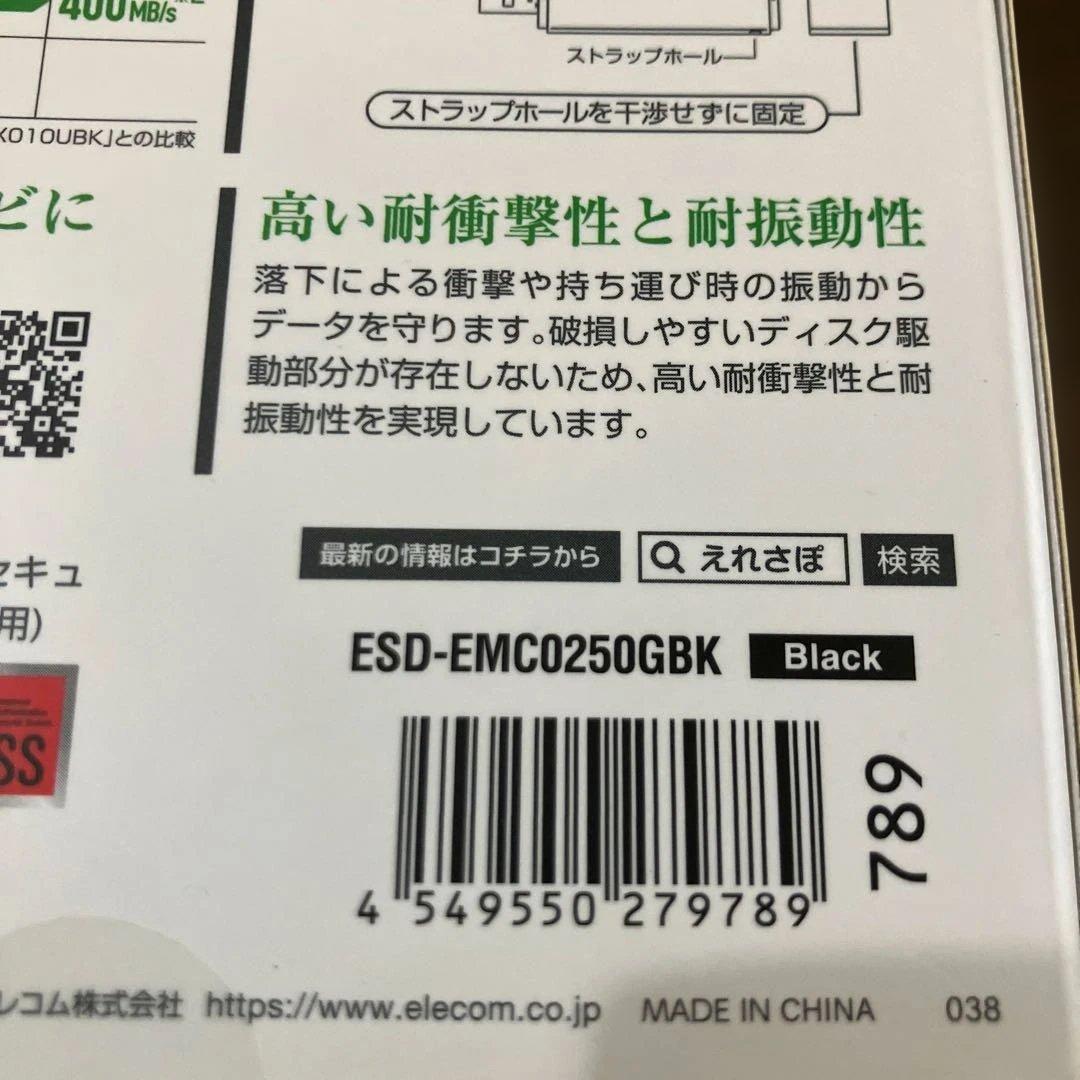 400MB/s
ストラップホール
ストラップホールを干渉せずに固定
X010UBK」との比較
ビに
高い耐衝撃性と耐振動性
落下による衝撃や持ち運び時の振動から
データを守ります。破損しやすいディスク駆
動部分が存在しないため、高い耐衝撃性と耐
振動性を実現しています。
最新の情報はコチラから
えれさぽ
検索
セキュ
用)
ESD-EMC0250GBK
Black
SS
789
4 549550 279789
レコム株式会社 https://www.elecom.co.jp MADE IN CHINA 038